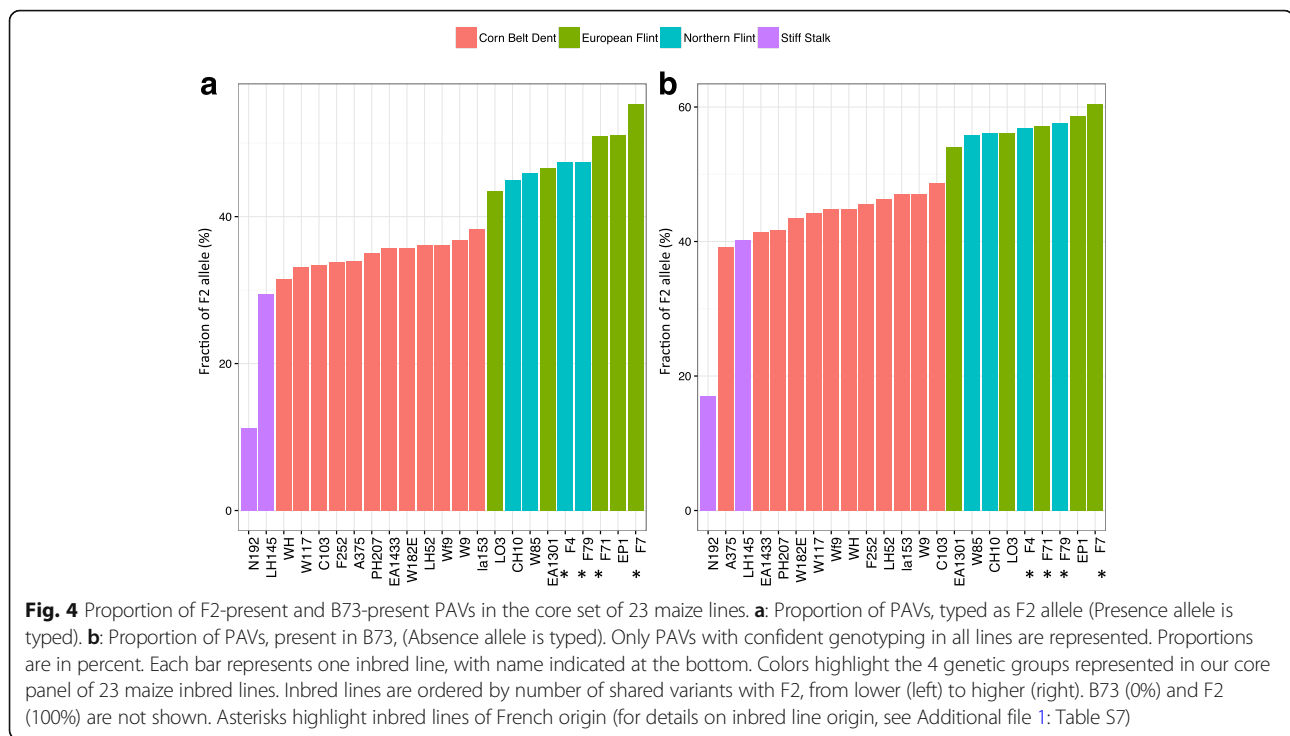 Corn Belt Dent European Flint Northern Flint Stiff Stalk
a
b
Fraction of F2 allele (%)
40
20
0
N192 LH145 WH W117 C103 F252 A375 PH207 EA1433 W182E LH52 Wf9 W9 Ia153 LO3 CH10 W85 EA1301 F4 F79 F71 EP1 F7
* * * *
Fraction of F2 allele (%)
60
40
20
0
N192 A375 LH145 EA1433 PH207 W182E W117 Wf9 WH F252 LH52 Ia153 W9 C103 EA1301 W85 CH10 LO3 F4 F71 F79 EP1 F7
* * * *
Fig. 4 Proportion of F2-present and B73-present PAVs in the core set of 23 maize lines. a: Proportion of PAVs, typed as F2 allele (Presence allele is
typed). b: Proportion of PAVs, present in B73, (Absence allele is typed). Only PAVs with confident genotyping in all lines are represented. Proportions
are in percent. Each bar represents one inbred line, with name indicated at the bottom. Colors highlight the 4 genetic groups represented in our core
panel of 23 maize inbred lines. Inbred lines are ordered by number of shared variants with F2, from lower (left) to higher (right). B73 (0%) and F2
(100%) are not shown. Asterisks highlight inbred lines of French origin (for details on inbred line origin, see Additional file 1: Table S7)